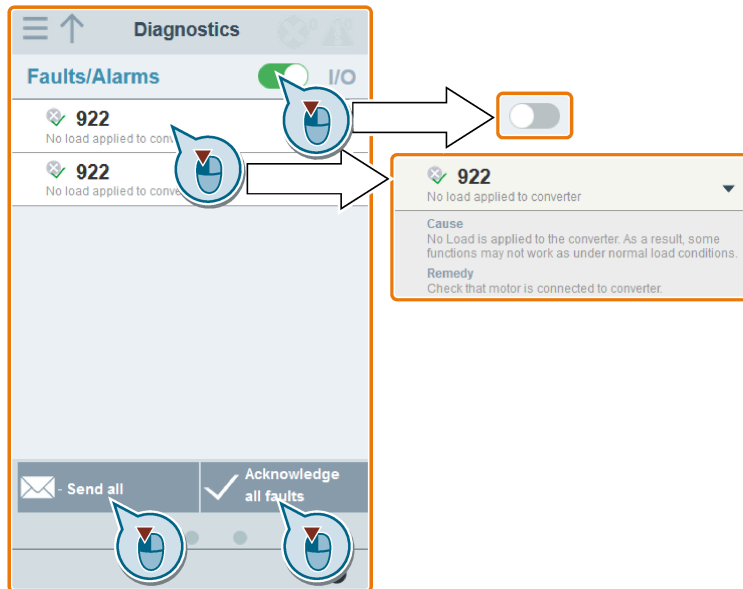 Diagnostics
Faults/Alarms I/O
922
No load applied to conv
922
No load applied to conve
- Send all
Acknowledge
all faults
922
No load applied to converter
Cause
No Load is applied to the converter. As a result, some
functions may not work as under normal load conditions.
Remedy
Check that motor is connected to converter.